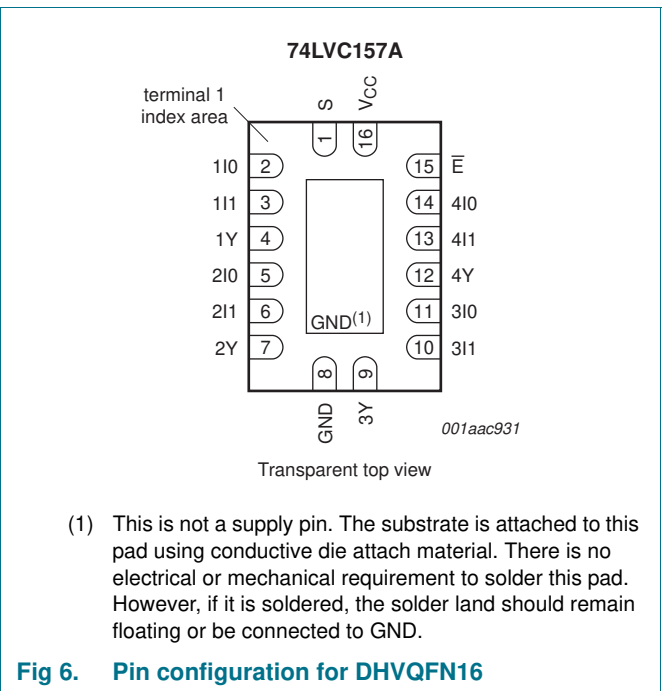 74LVC157A
terminal 1
index area
S
VCC
1
16
1I0
2
15
E̅
1I1
3
14
4I0
1Y
4
13
4I1
2I0
5
12
4Y
2I1
6
11
3I0
2Y
7
10
3I1
GND(1)
8
9
GND
3Y
001aac931
Transparent top view
(1) This is not a supply pin. The substrate is attached to this
pad using conductive die attach material. There is no
electrical or mechanical requirement to solder this pad.
However, if it is soldered, the solder land should remain
floating or be connected to GND.
Fig 6. Pin configuration for DHVQFN16